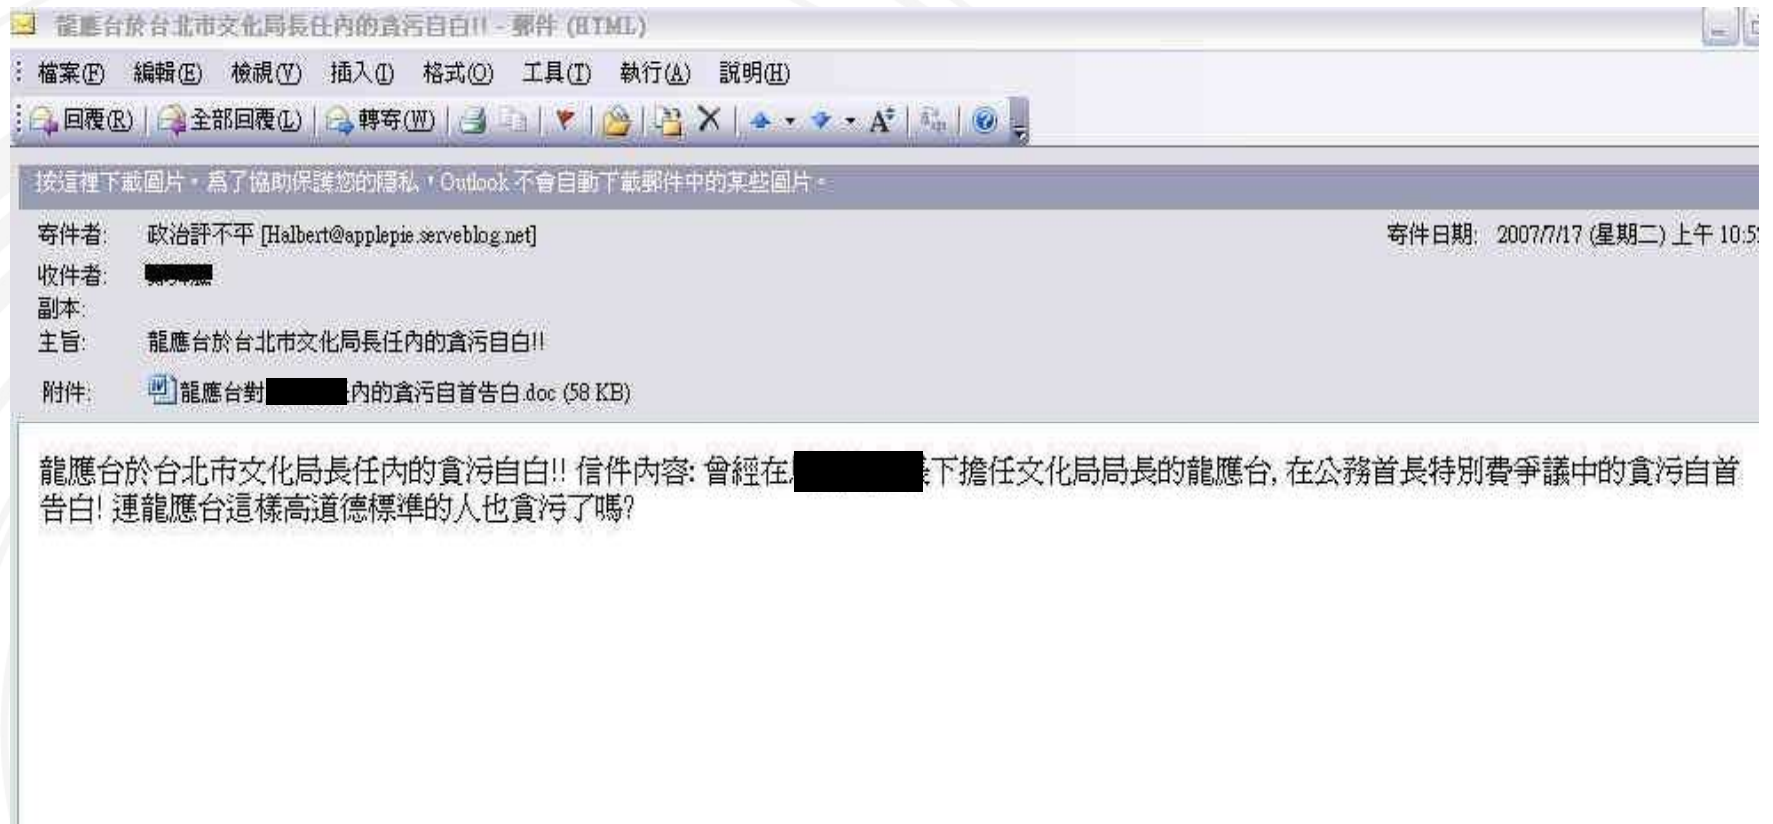 龍應台於台北市文化局長任內的貪污自白!! - 郵件 (HTML)
檔案(F) 編輯(E) 檢視(V) 插入(I) 格式(O) 工具(T) 執行(A) 說明(H)
回覆(R) 全部回覆(L) 轉寄(W)
按這裡下載圖片。為了協助保護您的隱私，Outlook 不會自動下載郵件中的某些圖片。
寄件者: 政治評不平 [Halbert@applepie.serveblog.net] 寄件日期: 2007/7/17 (星期二) 上午 10:5
收件者:
副本:
主旨: 龍應台於台北市文化局長任內的貪污自白!!
附件: 龍應台對 內的貪污自首告白.doc (58 KB)
龍應台於台北市文化局長任內的貪污自白!! 信件內容: 曾經在 下擔任文化局局長的龍應台, 在公務首長特別費爭議中的貪污自首
告白! 連龍應台這樣高道德標準的人也貪污了嗎?